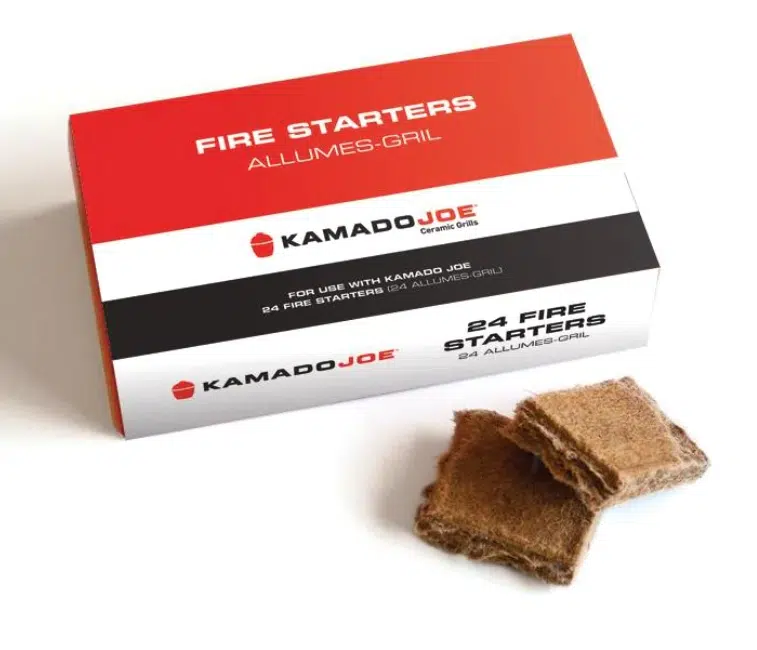 FIRE STARTERS
ALLUMES-GRIL
KAMADOJOE®
Ceramic Grills
FOR USE WITH KAMADO JOE
24 FIRE STARTERS (24 ALLUMES-GRIL)
KAMADOJOE®
24 FIRE
STARTERS
24 ALLUMES-GRIL